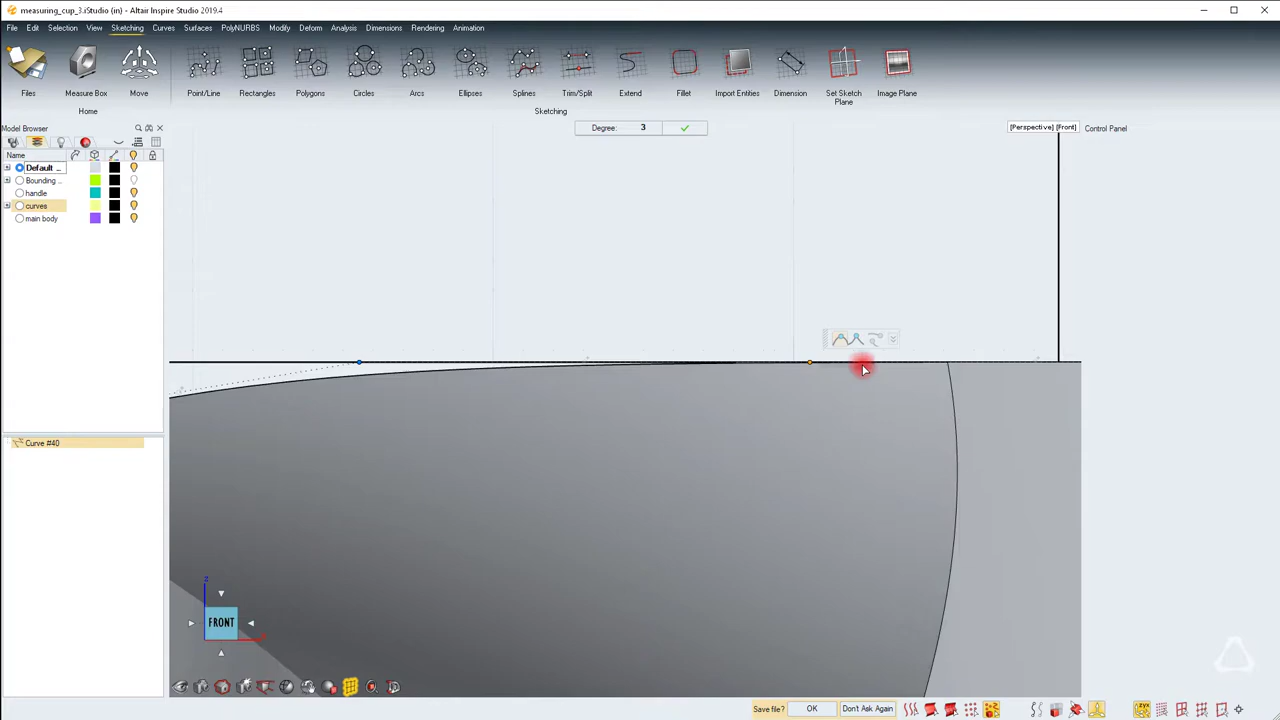 measuring_cup_3.iStudio (in) - Altair Inspire Studio 2019.4
File Edit Selection View Sketching Curves Surfaces PolyNURBS Modify Deform Analysis Dimensions Rendering Animation
Files Measure Box Move Point/Line Rectangles Polygons Circles Arcs Ellipses Splines Trim/Split Extend Fillet Import Entities Dimension Set Sketch Plane Image Plane
Home Sketching
Model Browser
Degree: 3
[Perspective] [Front] Control Panel
Name
Default ...
Bounding ...
handle
curves
main body
Curve #40
z
FRONT
Save file? OK Don't Ask Again